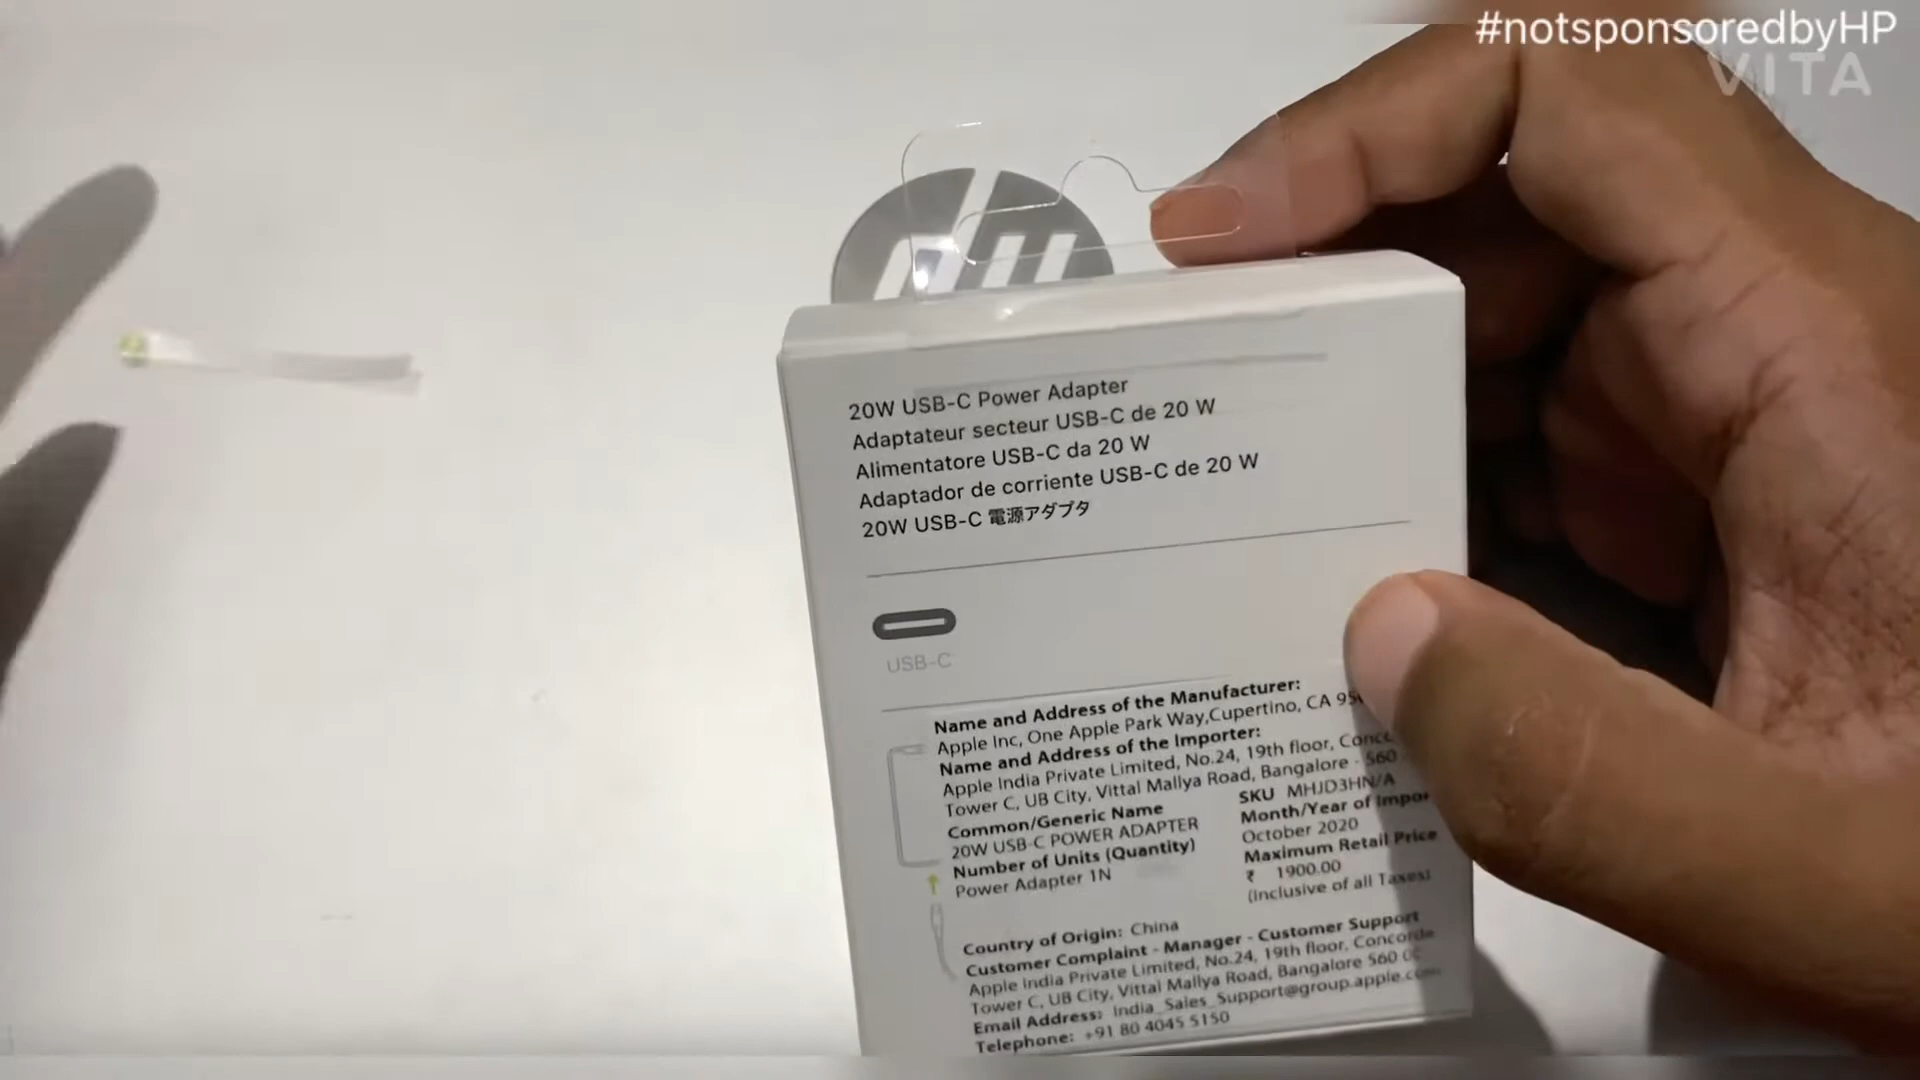 #notsponsoredbyHP
VITA
hp
20W USB-C Power Adapter
Adaptateur secteur USB-C de 20 W
Alimentatore USB-C da 20 W
Adaptador de corriente USB-C de 20 W
20W USB-C 電源アダプタ
USB-C
Name and Address of the Manufacturer:
Apple Inc, One Apple Park Way,Cupertino, CA
Name and Address of the Importer:
Apple India Private Limited, No.24, 19th floor,
Tower C, UB City, Vittal Mallya Road, Bangalore - 560
Common/Generic Name
20W USB-C POWER ADAPTER
Number of Units (Quantity)
Power Adapter 1N
SKU MHJD3HN/A
Month/Year of
October 2020
Maximum Retail Price
₹ 1900.00
(Inclusive of all Taxes)
Country of Origin: China
Customer Complaint - Manager - Customer Support
Apple India Private Limited, No.24, 19th floor, Concorde
Tower C, UB City, Vittal Mallya Road, Bangalore 560
Email Address: India_Sales_Support@group.apple.com
Telephone: +91 80 4045 5150